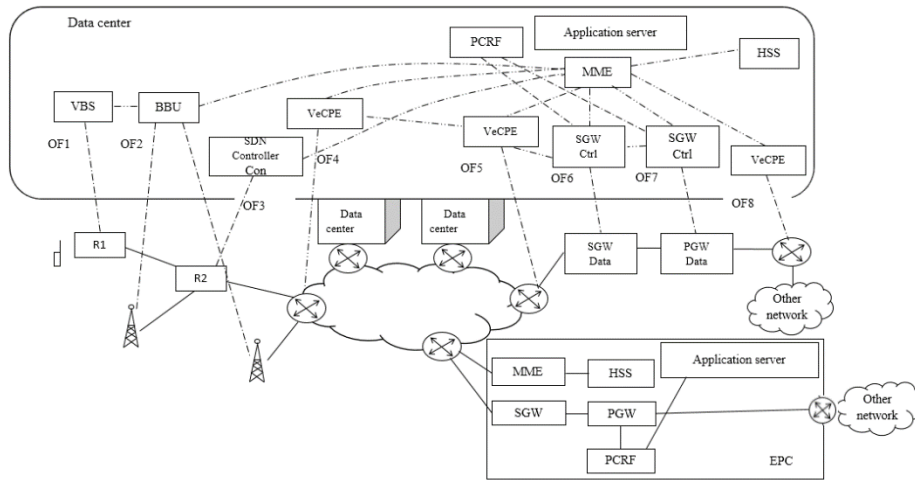 Data center
PCRF
Application server
HSS
MME
VBS
BBU
VeCPE
VeCPE
SGW
Ctrl
SGW
Ctrl
VeCPE
OF1
OF2
SDN
Controller
Con
OF4
OF5
OF6
OF7
OF3
OF8
Data
center
Data
center
R1
R2
SGW
Data
PGW
Data
Other
network
MME
HSS
Application server
SGW
PGW
Other
network
PCRF
EPC